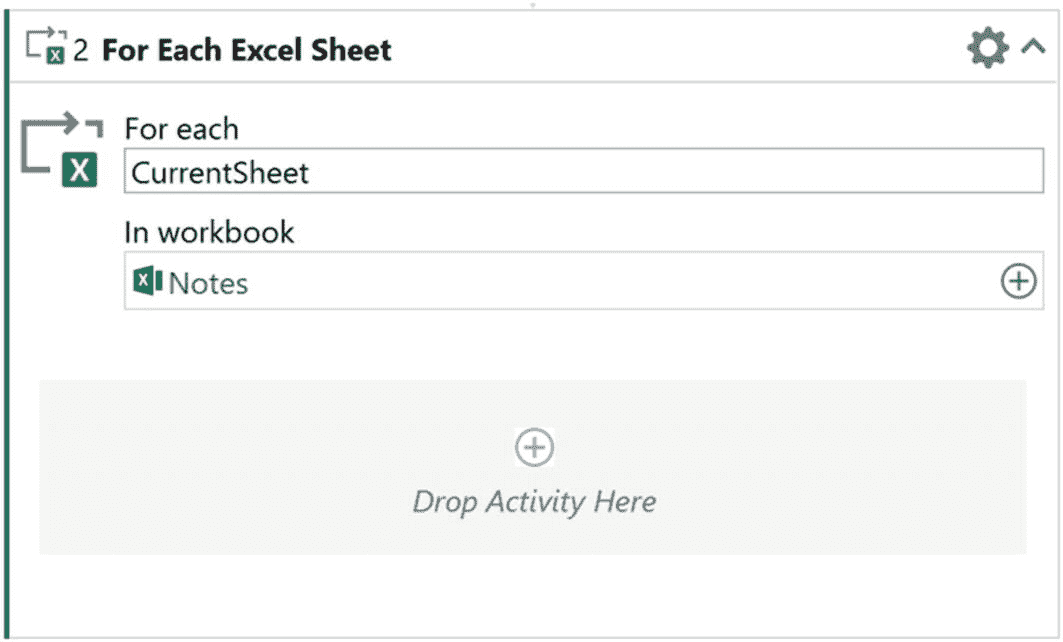 2 For Each Excel Sheet
For each
X CurrentSheet
In workbook
X Notes
Drop Activity Here